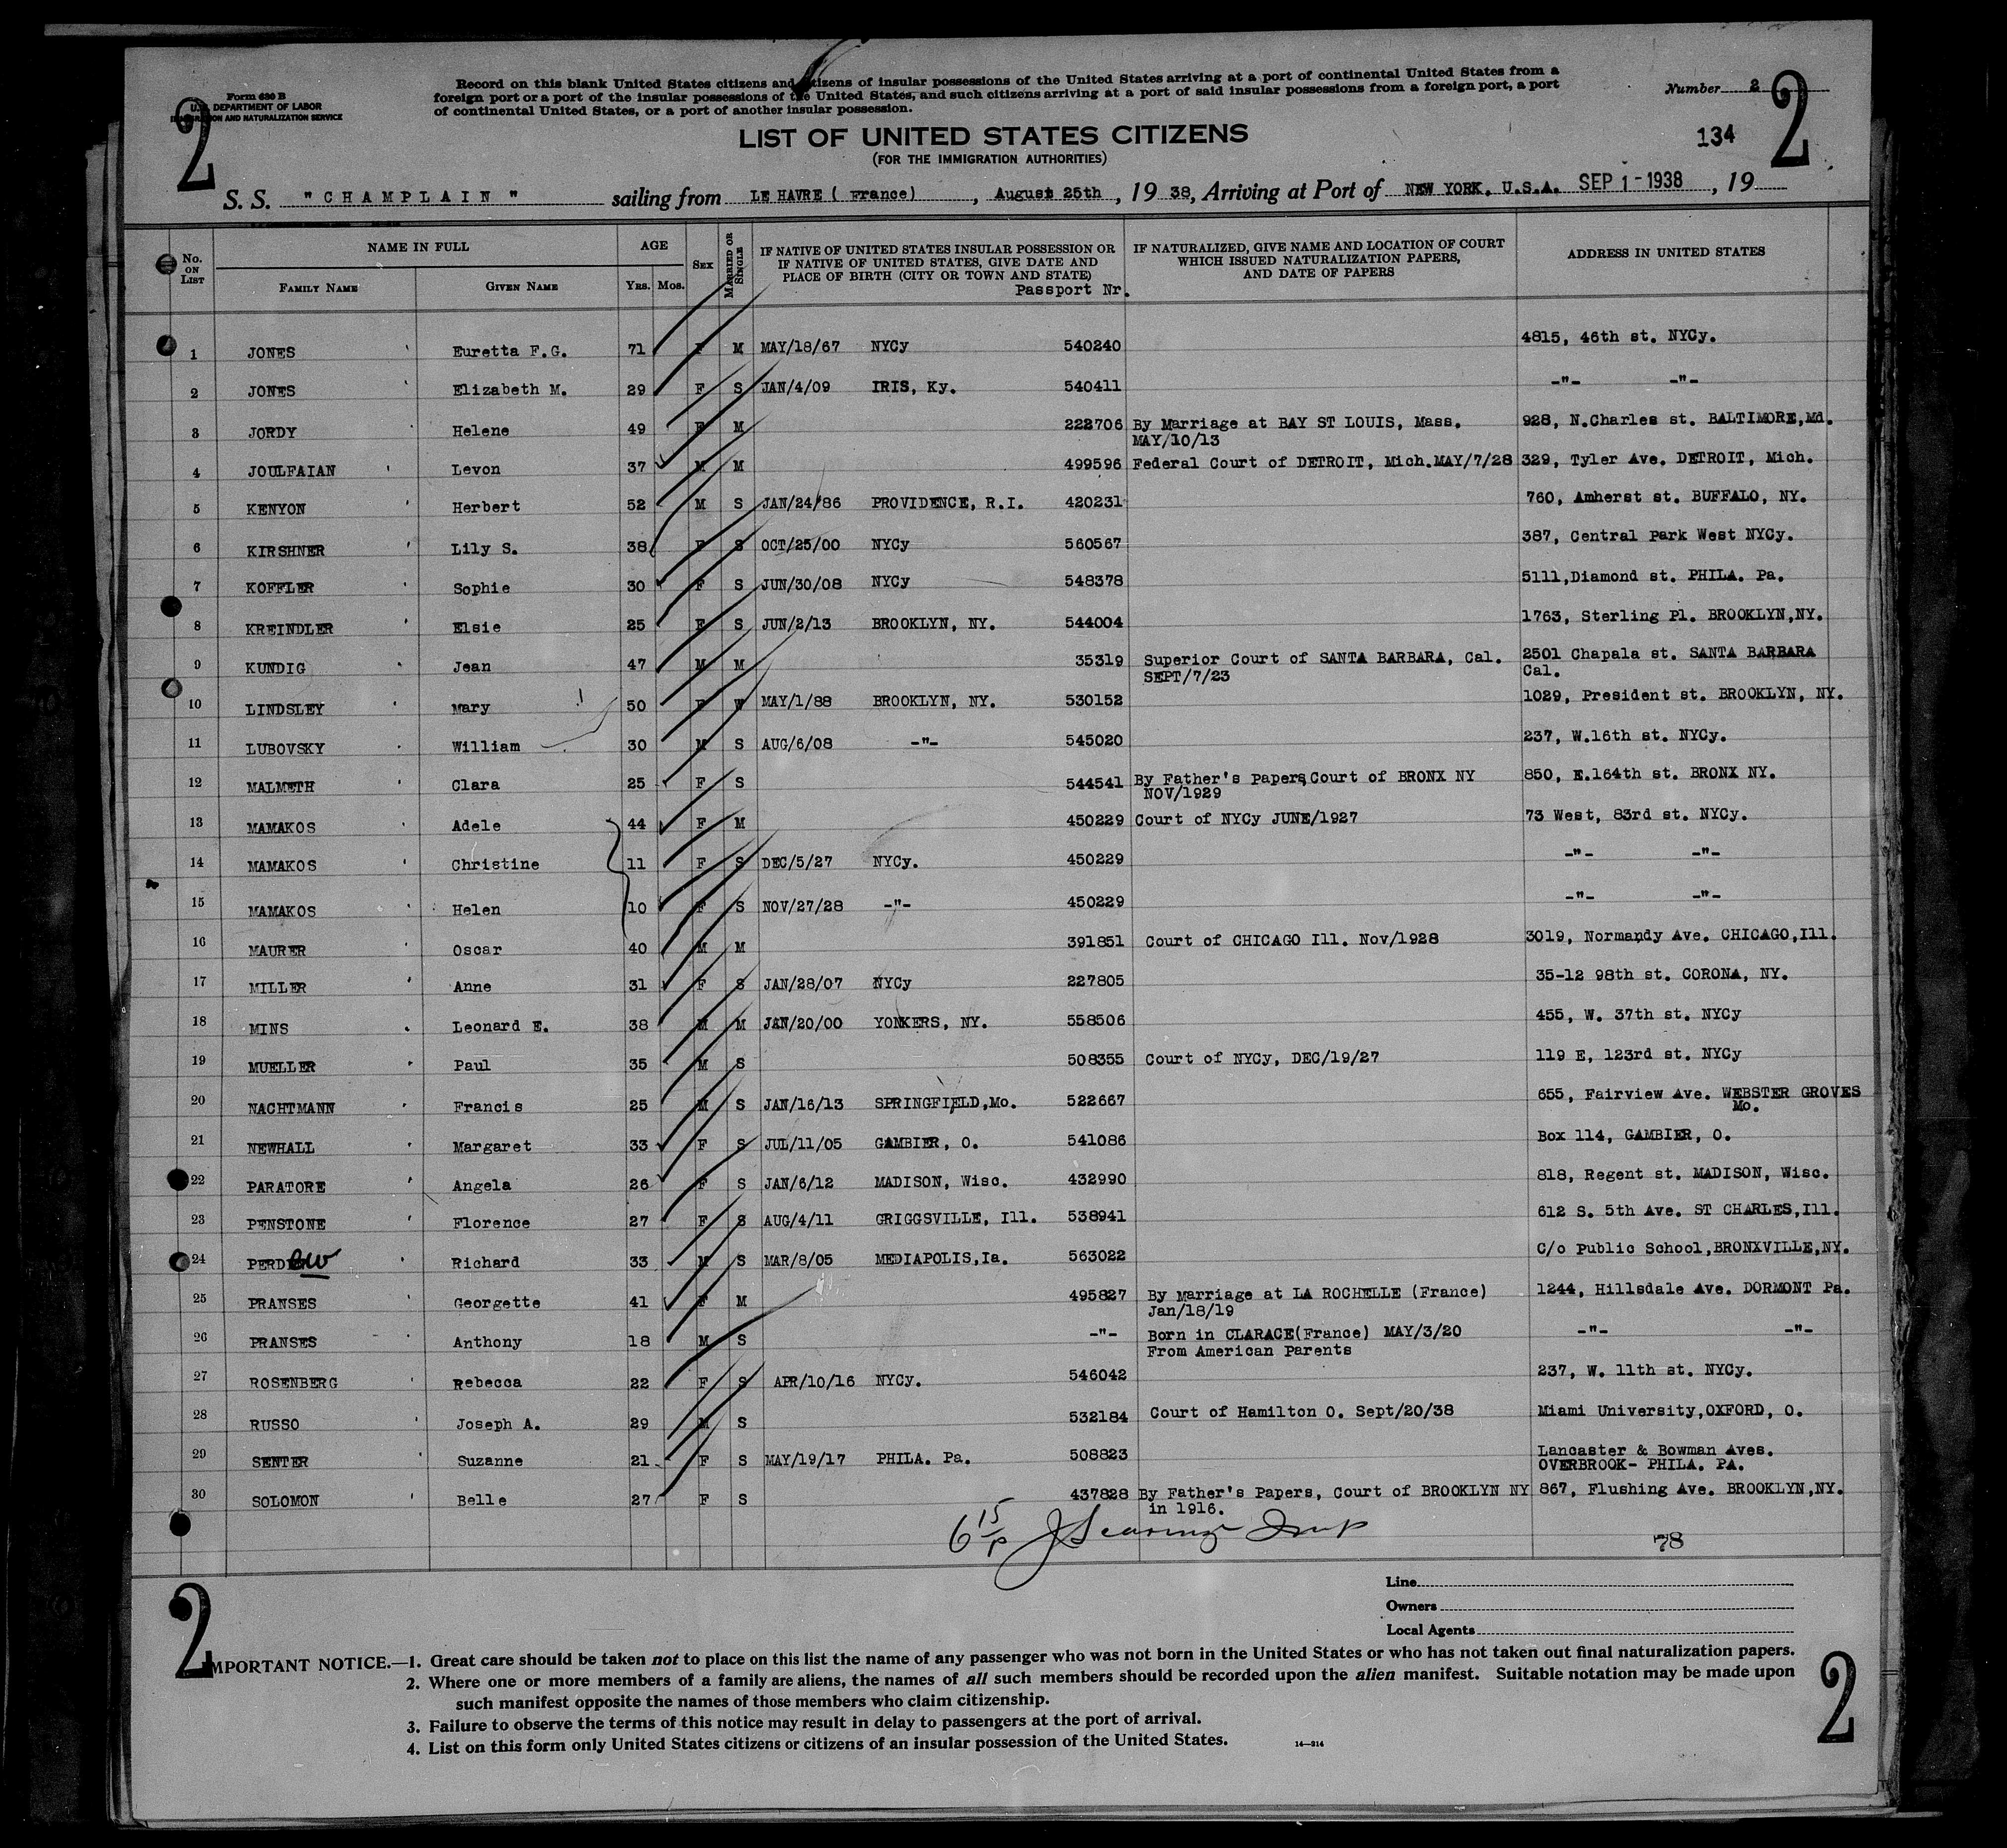 Record on this blank United States citizens and citizens of insular possessions of the United States arriving at a port of continental United States from a
foreign port or a port of the insular possessions of the United States, and such citizens arriving at a port of said insular possessions from a foreign port, a port
of continental United States, or a port of another insular possession.
Form 630 B
U.S. DEPARTMENT OF LABOR
IMMIGRATION AND NATURALIZATION SERVICE
2
Number 2
2
134
LIST OF UNITED STATES CITIZENS
(FOR THE IMMIGRATION AUTHORITIES)
S. S. "CHAMPLAIN" sailing from LE HAVRE ( France) , August 25th , 19 38, Arriving at Port of NEW YORK. U.S.A. SEP 1 - 1938 , 19
No. ON LIST NAME IN FULL FAMILY NAME GIVEN NAME AGE YRS. MOS. SEX MARRIED OR SINGLE IF NATIVE OF UNITED STATES INSULAR POSSESSION OR IF NATIVE OF UNITED STATES, GIVE DATE AND PLACE OF BIRTH (CITY OR TOWN AND STATE) Passport Nr. IF NATURALIZED, GIVE NAME AND LOCATION OF COURT WHICH ISSUED NATURALIZATION PAPERS, AND DATE OF PAPERS ADDRESS IN UNITED STATES
1 JONES Euretta F.G. 71 F M MAY/18/67 NYCy 540240 4815, 46th st. NYCy.
2 JONES Elizabeth M. 29 F S JAN/4/09 IRIS, Ky. 540411 -"- -"-
3 JORDY Helene 49 F M 222706 By Marriage at BAY ST LOUIS, Mass. 928, N.Charles st. BALTIMORE,Md.
MAY/10/13
4 JOULFAIAN Levon 37 M M 499596 Federal Court of DETROIT, Mich.MAY/7/28 329, Tyler Ave. DETROIT, Mich.
5 KENYON Herbert 52 M S JAN/24/86 PROVIDENCE, R.I. 420231 760, Amherst st. BUFFALO, NY.
6 KIRSHNER Lily S. 38 F S OCT/25/00 NYCy 560567 387, Central Park West NYCy.
7 KOFFLER Sophie 30 F S JUN/30/08 NYCy 548378 5111,Diamond st. PHILA. Pa.
8 KREINDLER Elsie 25 F S JUN/2/13 BROOKLYN, NY. 544004 1763, Sterling Pl. BROOKLYN,NY.
9 KUNDIG Jean 47 M M 35319 Superior Court of SANTA BARBARA, Cal. 2501 Chapala st. SANTA BARBARA
SEPT/7/23 Cal.
10 LINDSLEY Mary 50 F W MAY/1/88 BROOKLYN, NY. 530152 1029, President st. BROOKLYN, NY.
11 LUBOVSKY William 30 M S AUG/6/08 -"- 545020 237, W.16th st. NYCy.
12 MALMETH Clara 25 F S 544541 By Father's Papers,Court of BRONX NY 850, E.164th st. BRONX NY.
NOV/1929
13 MAMAKOS Adele 44 F M 450229 Court of NYCy JUNE/1927 73 West, 83rd st. NYCy.
14 MAMAKOS Christine 11 F S DEC/5/27 NYCy. 450229 -"- -"-
15 MAMAKOS Helen 10 F S NOV/27/28 -"- 450229 -"- -"-
16 MAURER Oscar 40 M M 391851 Court of CHICAGO Ill. Nov/1928 3019, Normandy Ave. CHICAGO,Ill.
17 MILLER Anne 31 F S JAN/28/07 NYCy 227805 35-12 98th st. CORONA, NY.
18 MINS Leonard E. 38 M M JAN/20/00 YONKERS, NY. 558506 455, W. 37th st. NYCy
19 MUELLER Paul 35 M S 508355 Court of NYCy, DEC/19/27 119 E, 123rd st. NYCy
20 NACHTMANN Francis 25 M S JAN/16/13 SPRINGFIELD,Mo. 522667 655, Fairview Ave. WEBSTER GROVES
Mo.
21 NEWHALL Margaret 33 F S JUL/11/05 GAMBIER, O. 541086 Box 114, GAMBIER, O.
22 PARATORE Angela 26 F S JAN/6/12 MADISON, Wisc. 432990 818, Regent st. MADISON, Wisc.
23 PENSTONE Florence 27 F S AUG/4/11 GRIGGSVILLE, Ill. 538941 612 S. 5th Ave. ST CHARLES,Ill.
24 PERDEW Richard 33 M S MAR/8/05 MEDIAPOLIS,Ia. 563022 C/o Public School,BRONXVILLE,NY.
25 PRANSES Georgette 41 F M 495827 By Marriage at LA ROCHELLE (France) 1244, Hillsdale Ave. DORMONT Pa.
Jan/18/19
26 PRANSES Anthony 18 M S -"- Born in CLARACE(France) MAY/3/20 -"- -"-
From American Parents
27 ROSENBERG Rebecca 22 F S APR/10/16 NYCy. 546042 237, W. 11th st. NYCy.
28 RUSSO Joseph A. 29 M S 532184 Court of Hamilton O. Sept/20/38 Miami University,OXFORD, O.
29 SENTER Suzanne 21 F S MAY/19/17 PHILA. Pa. 508823 Lancaster & Bowman Aves.
OVERBROOK- PHILA. PA.
30 SOLOMON Belle 27 F S 437828 By Father's Papers, Court of BROOKLYN NY 867, Flushing Ave. BROOKLYN,NY.
in 1916.
6 15 p
78
Line
Owners
Local Agents
2
IMPORTANT NOTICE.—1. Great care should be taken not to place on this list the name of any passenger who was not born in the United States or who has not taken out final naturalization papers.
2. Where one or more members of a family are aliens, the names of all such members should be recorded upon the alien manifest. Suitable notation may be made upon
such manifest opposite the names of those members who claim citizenship.
3. Failure to observe the terms of this notice may result in delay to passengers at the port of arrival.
4. List on this form only United States citizens or citizens of an insular possession of the United States.
14—314
2